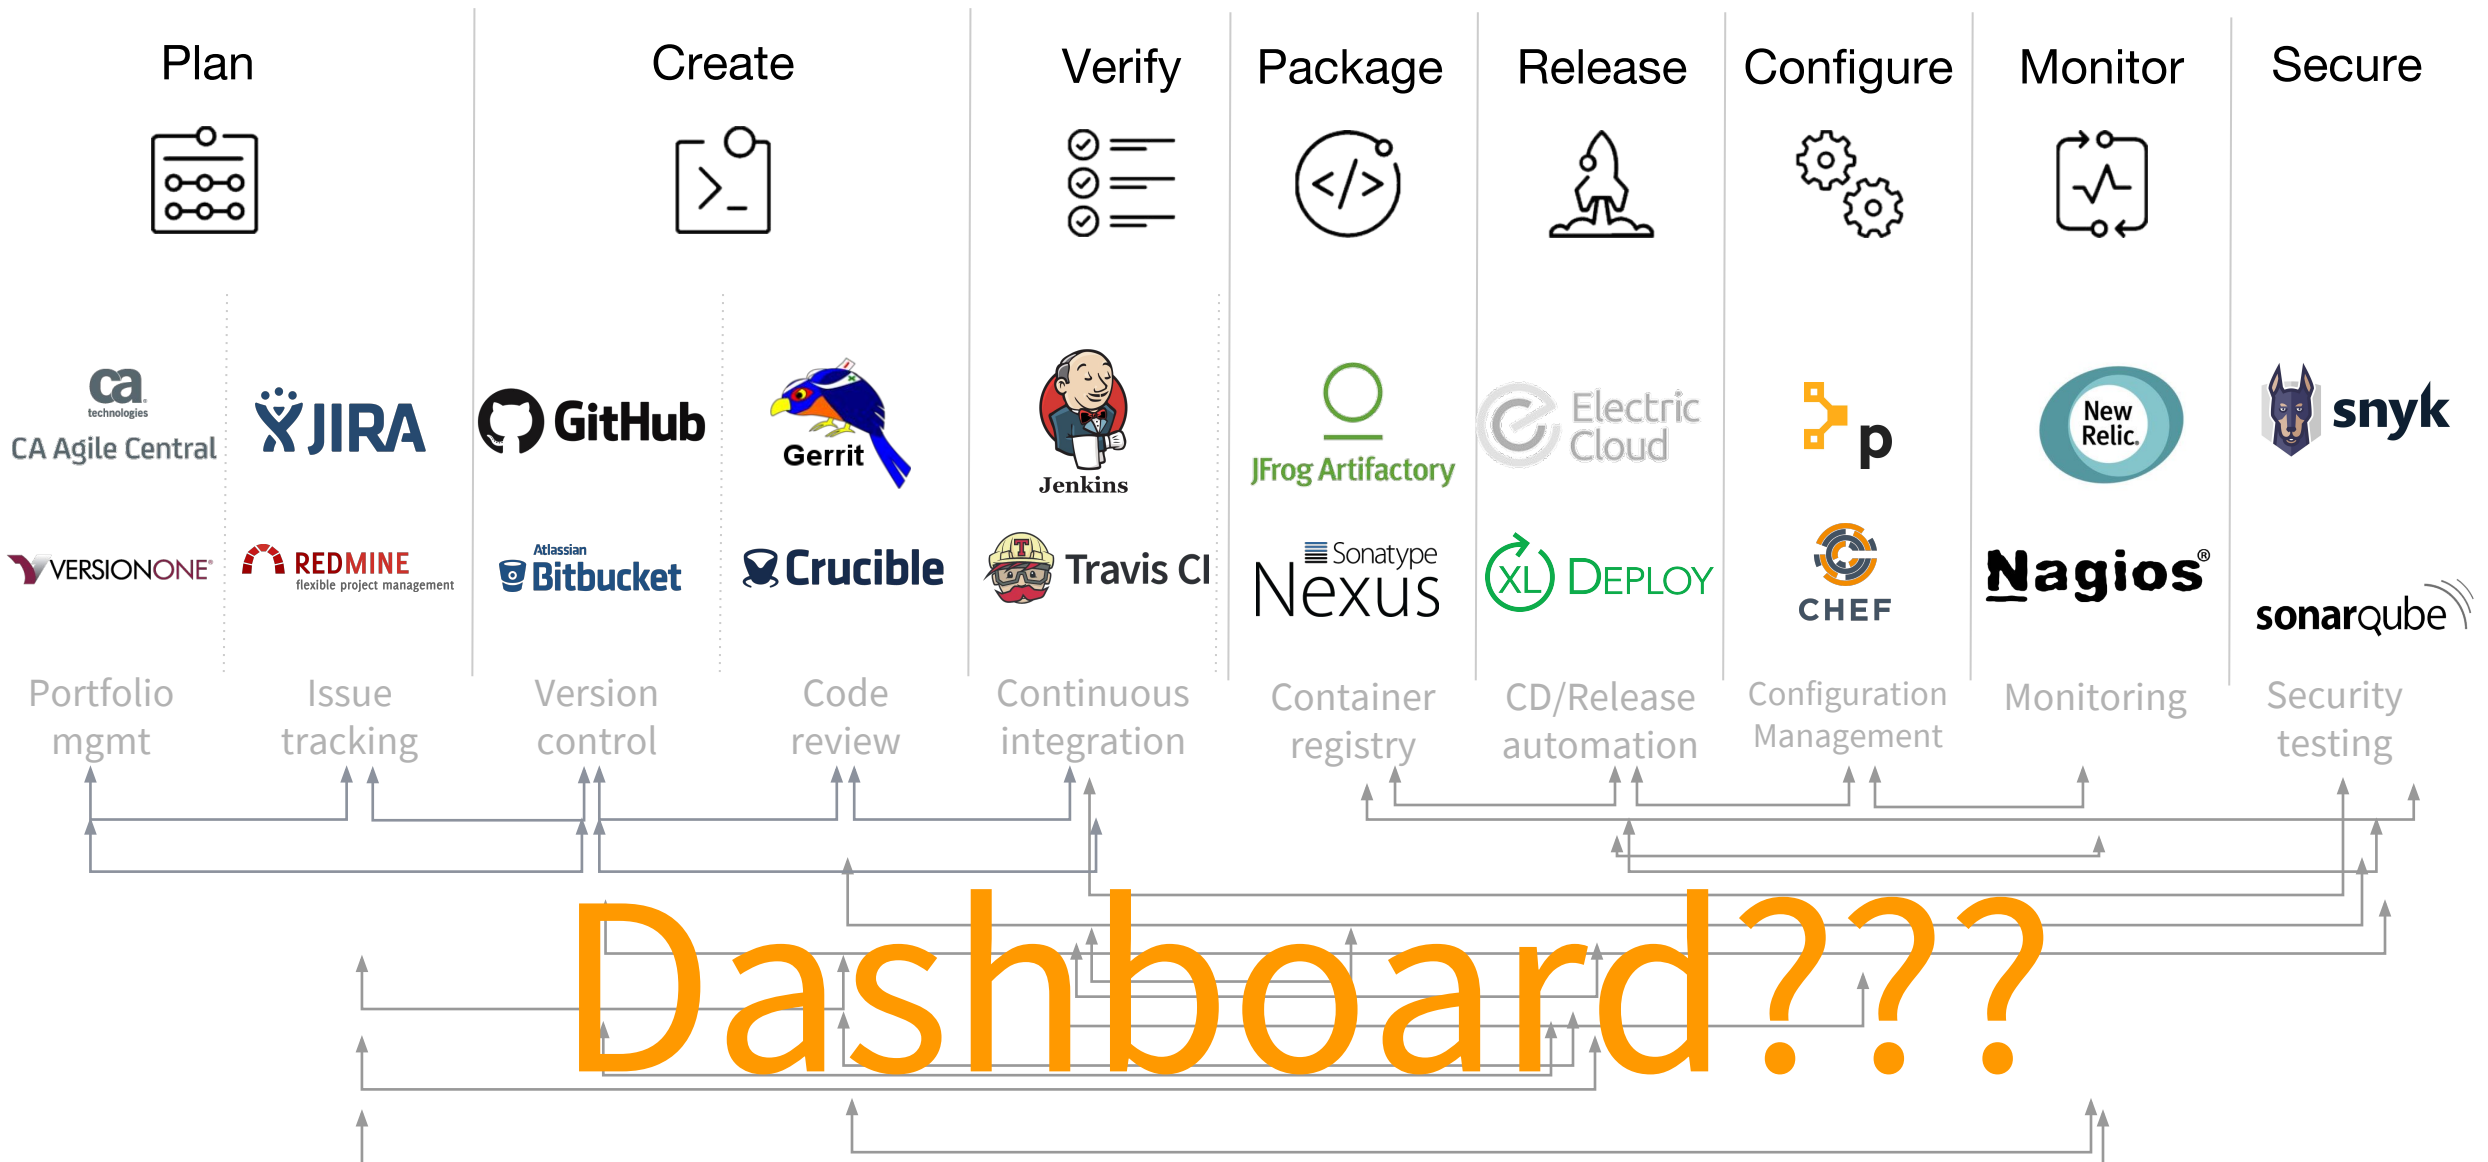 Plan
Create
Verify
Package
Release
Configure
Monitor
Secure
ca
technologies
CA Agile Central
JIRA
GitHub
Gerrit
Jenkins
JFrog Artifactory
Electric
Cloud
p
New
Relic.
snyk
VERSIONONE®
REDMINE
flexible project management
Atlassian
Bitbucket
Crucible
T
Travis CI
Sonatype
Nexus
XL DEPLOY
CHEF
Nagios®
sonarqube
Portfolio
mgmt
Issue
tracking
Version
control
Code
review
Continuous
integration
Container
registry
CD/Release
automation
Configuration
Management
Monitoring
Security
testing
Dashboard???